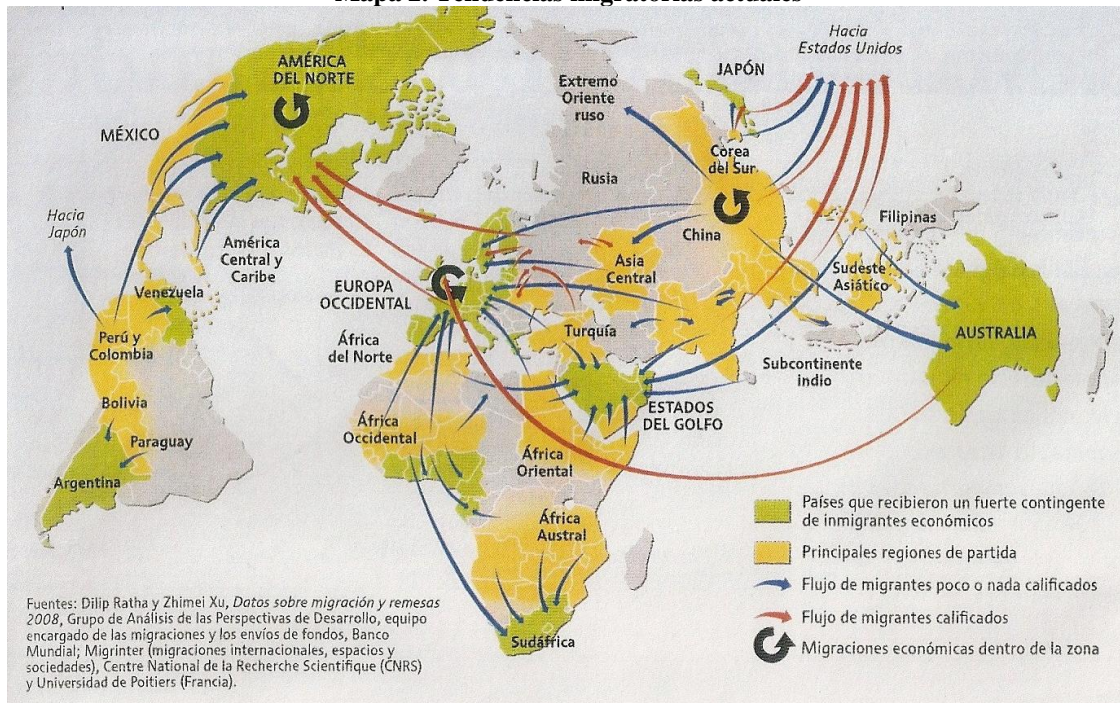 Mapa 2. Tendencias migratorias actuales
Hacia
Estados Unidos
AMÉRICA
DEL NORTE
JAPÓN
Extremo
Oriente
ruso
MÉXICO
Corea
del Sur
Rusia
Hacia
Japón
Filipinas
China
América
Central y
Caribe
Asia
Central
Sudeste
Asiático
EUROPA
OCCIDENTAL
Venezuela
Turquía
AUSTRALIA
África
del Norte
Perú y
Colombia
Subcontinente
indio
Bolivia
ESTADOS
DEL GOLFO
África
Occidental
Paraguay
África
Oriental
Argentina
África
Austral
Países que recibieron un fuerte contingente
de inmigrantes económicos
Principales regiones de partida
Flujo de migrantes poco o nada calificados
Flujo de migrantes calificados
Migraciones económicas dentro de la zona
Sudáfrica
Fuentes: Dilip Ratha y Zhimei Xu, Datos sobre migración y remesas
2008, Grupo de Análisis de las Perspectivas de Desarrollo, equipo
encargado de las migraciones y los envíos de fondos, Banco
Mundial; Migrinter (migraciones internacionales, espacios y
sociedades), Centre National de la Recherche Scientifique (CNRS)
y Universidad de Poitiers (Francia).